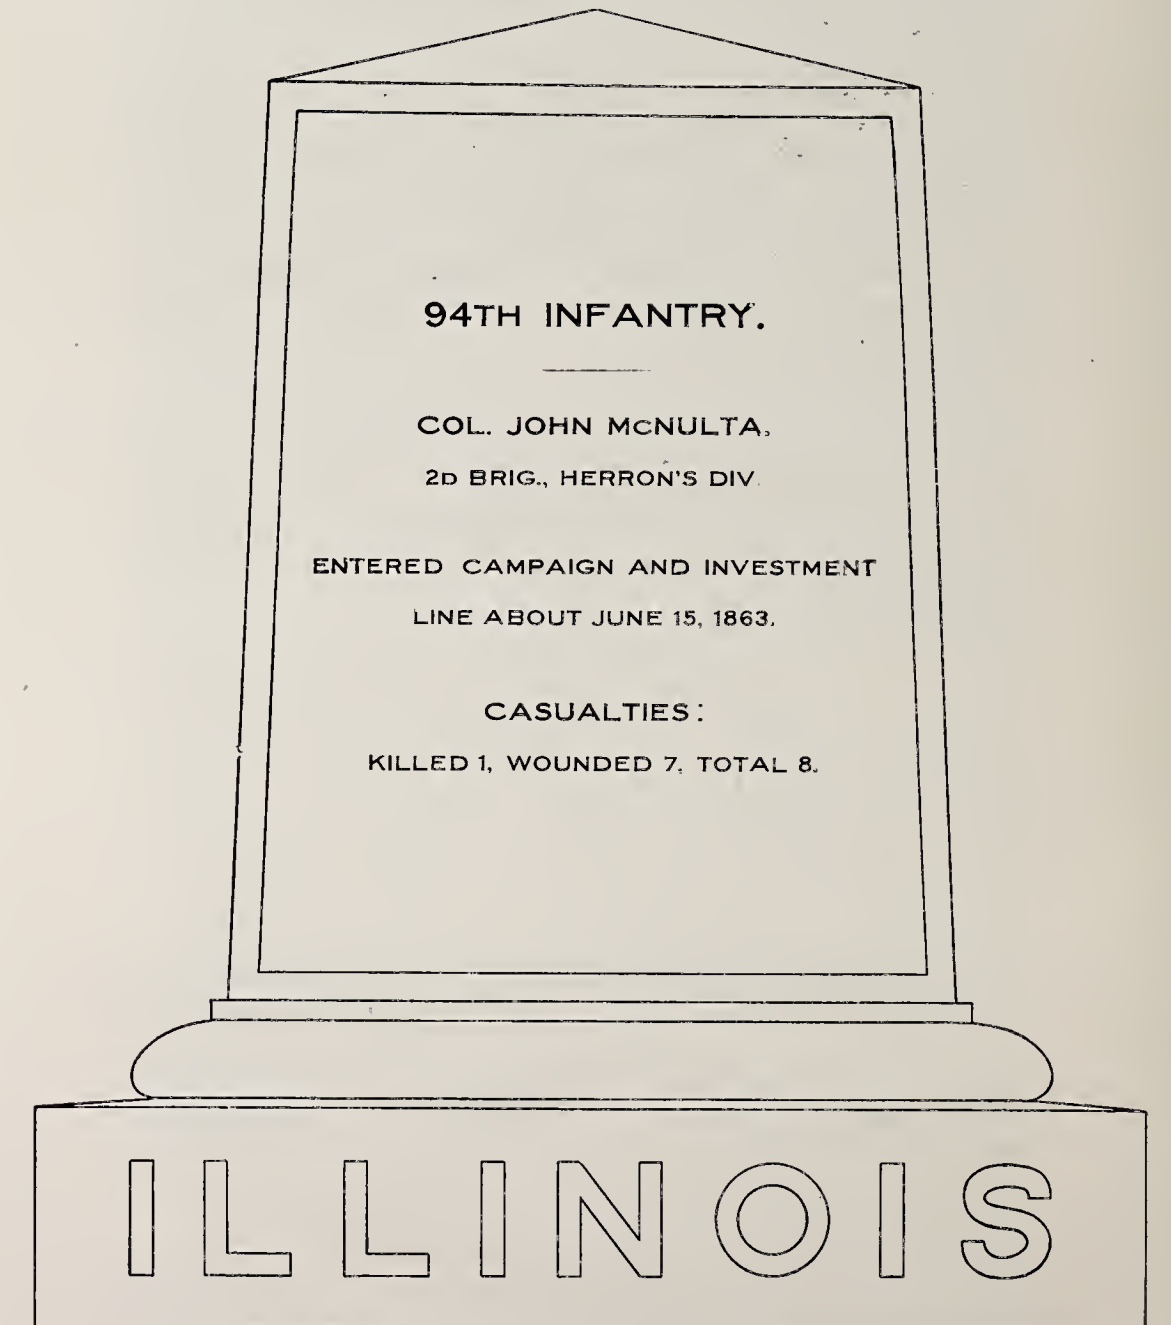 94TH INFANTRY.
COL. JOHN McNULTA,
2D BRIG., HERRON'S DIV.
ENTERED CAMPAIGN AND INVESTMENT
LINE ABOUT JUNE 15, 1863.
CASUALTIES:
KILLED 1, WOUNDED 7, TOTAL 8.
ILLINOIS